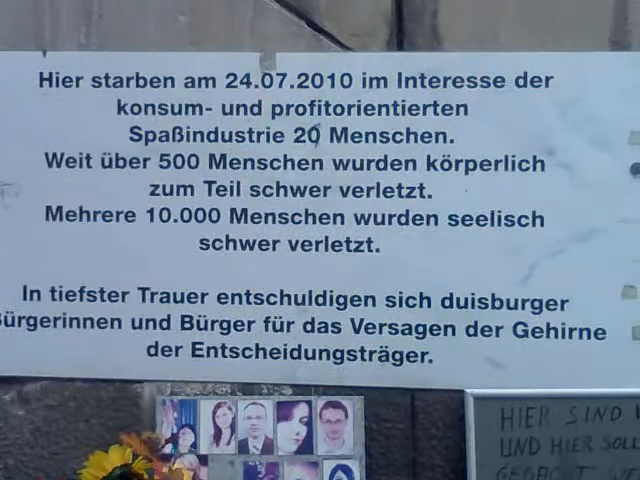 Hier starben am 24.07.2010 im Interesse der
konsum- und profitorientierten
Spaßindustrie 20 Menschen.
Weit über 500 Menschen wurden körperlich
zum Teil schwer verletzt.
Mehrere 10.000 Menschen wurden seelisch
schwer verletzt.
In tiefster Trauer entschuldigen sich duisburger
Bürgerinnen und Bürger für das Versagen der Gehirne
der Entscheidungsträger.
HIER SIND
UND HIER SOLL